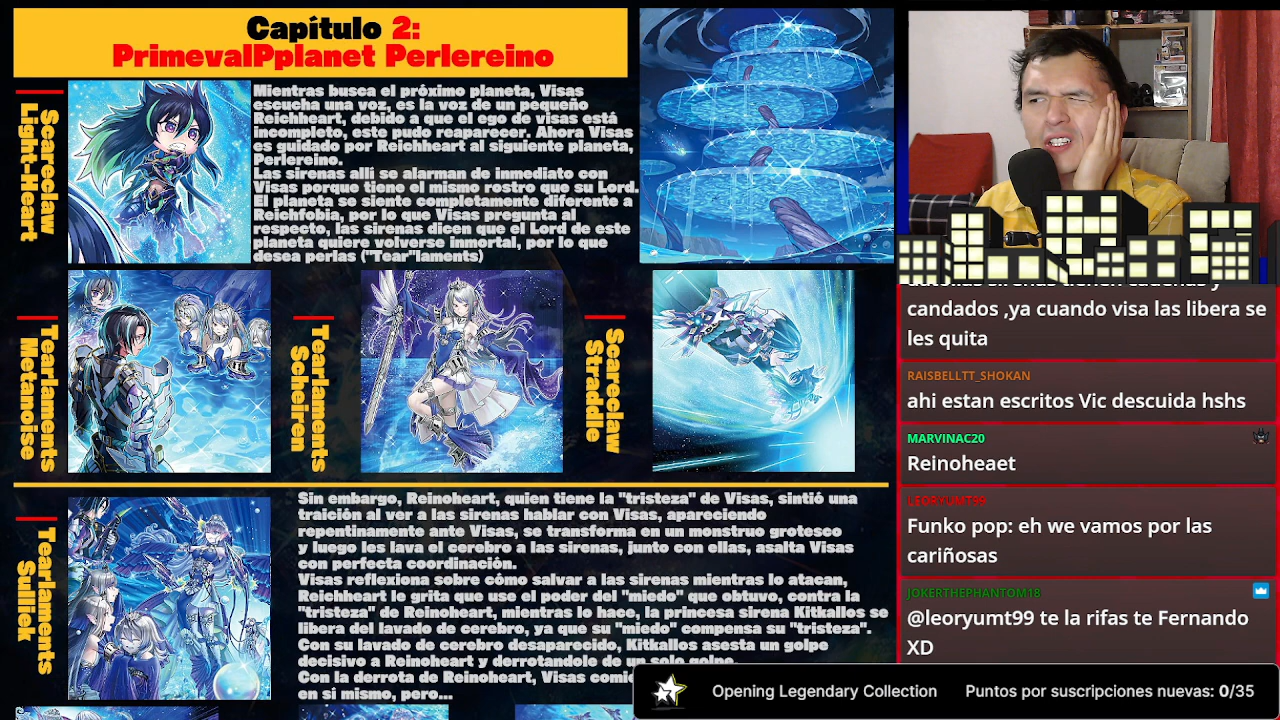 Capítulo 2:
PrimevalPplanet Perlereino
Scareclaw
Light-Heart
Mientras busca el próximo planeta, Visas
escucha una voz, es la voz de un pequeño
Reichheart, debido a que el ego de visas está
incompleto, este pudo reaparecer. Ahora Visas
es guiado por Reichheart al siguiente planeta,
Perlereino.
Las sirenas allí se alarman de inmediato con
Visas porque tiene el mismo rostro que su Lord.
El planeta se siente completamente diferente a
Reichfobia, por lo que Visas pregunta al
respecto, las sirenas dicen que el Lord de este
planeta quiere volverse inmortal, por lo que
desea perlas ("Tear"laments)
Tearlaments
Metanoise
Tearlaments
Scheiren
Scareclaw
Straddle
Tearlaments
Sulliek
Sin embargo, Reinoheart, quien tiene la "tristeza" de Visas, sintió una
traición al ver a las sirenas hablar con Visas, apareciendo
repentinamente ante Visas, se transforma en un monstruo grotesco
y luego les lava el cerebro a las sirenas, junto con ellas, asalta Visas
con perfecta coordinación.
Visas reflexiona sobre cómo salvar a las sirenas mientras lo atacan,
Reichheart le grita que use el poder del "miedo" que obtuvo, contra la
"tristeza" de Reinoheart, mientras lo hace, la princesa sirena Kitkallos se
libera del lavado de cerebro, ya que su "miedo" compensa su "tristeza".
Con su lavado de cerebro desaparecido, Kitkallos asesta un golpe
decisivo a Reinoheart y derrotandole de un solo golpe.
Con la derrota de Reinoheart, Visas
en sí mismo, pero...
candados ,ya cuando visa las libera se
les quita
RAISBELLTT_SHOKAN
ahi estan escritos Vic descuida hshs
MARVINAC20
Reinoheaet
LEORYUMT99
Funko pop: eh we vamos por las
cariñosas
JOKERTHEPHANTOM18
@leoryumt99 te la rifas te Fernando
XD
Opening Legendary Collection
Puntos por suscripciones nuevas: 0/35